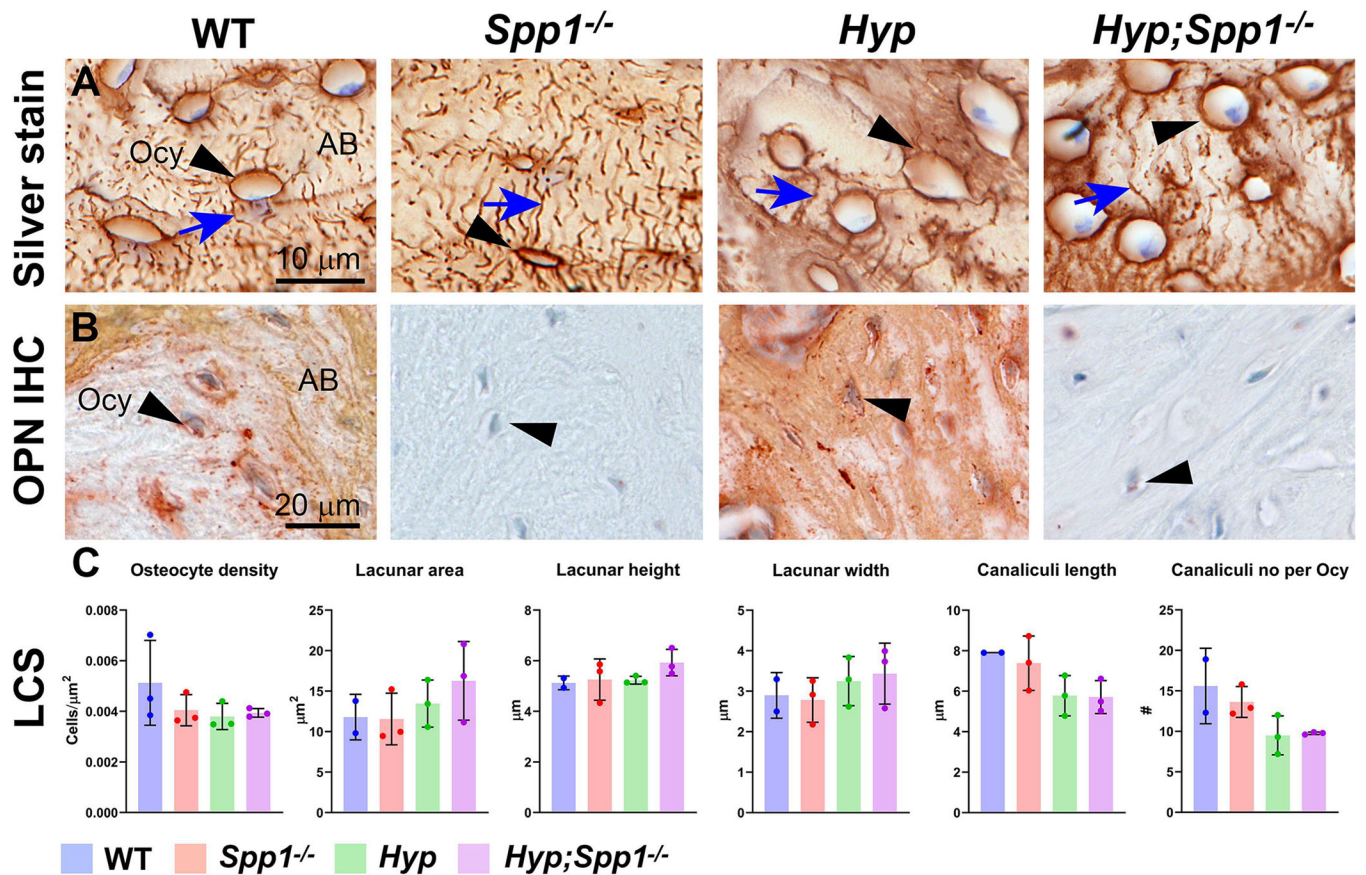 WT Spp1-/- Hyp Hyp;Spp1-/-
Silver stain
A
Ocy
AB
10 μm
OPN IHC
B
AB
Ocy
20 μm
C
LCS
Osteocyte density
Cells/μm2
0.008
0.006
0.004
0.002
0.000
Lacunar area
μm2
25
20
15
10
5
0
Lacunar height
μm
8
6
4
2
0
Lacunar width
μm
5
4
3
2
1
0
Canaliculi length
μm
10
8
6
4
2
0
Canaliculi no per Ocy
#
25
20
15
10
5
0
WT Spp1-/- Hyp Hyp;Spp1-/-